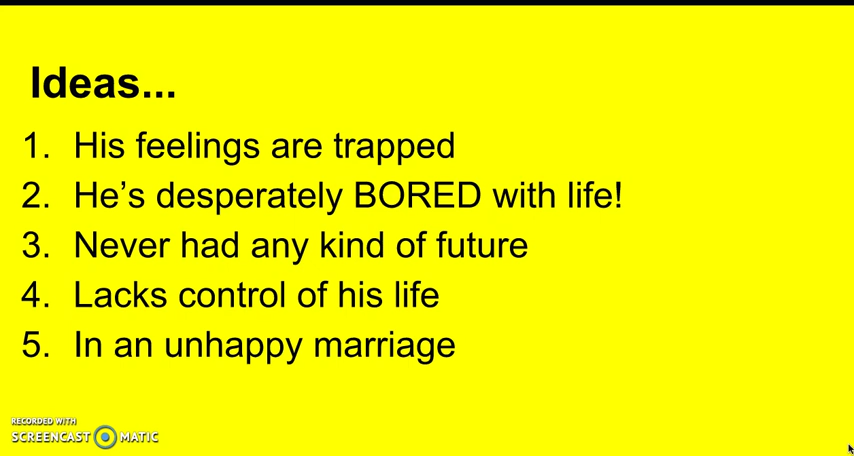 Ideas...
1. His feelings are trapped
2. He’s desperately BORED with life!
3. Never had any kind of future
4. Lacks control of his life
5. In an unhappy marriage
RECORDED WITH
SCREENCAST MATIC